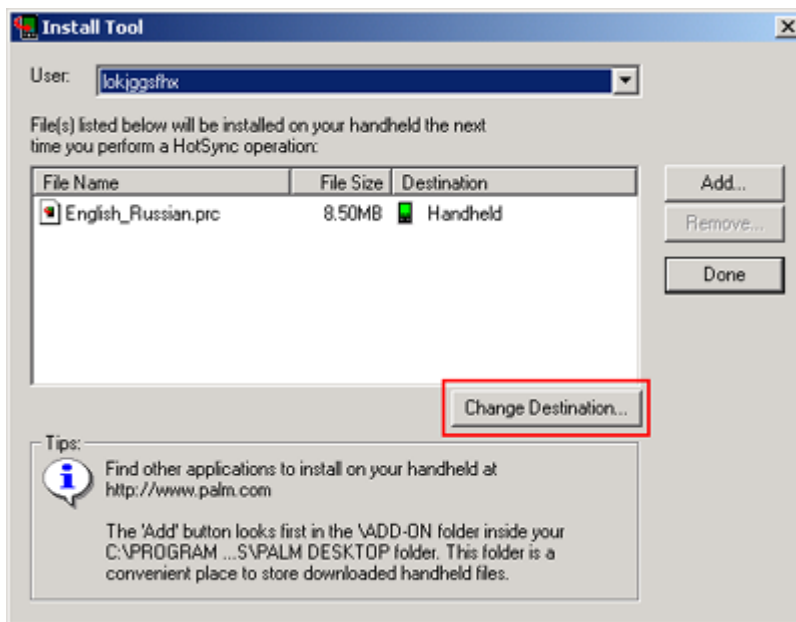 Install Tool
User: lokjggsfhx
File(s) listed below will be installed on your handheld the next
time you perform a HotSync operation:
File Name File Size Destination
English_Russian.prc 8.50MB Handheld
Add...
Remove...
Done
Change Destination...
Tips:
Find other applications to install on your handheld at
http://www.palm.com
The 'Add' button looks first in the \ADD-ON folder inside your
C:\PROGRAM ...S\PALM DESKTOP folder. This folder is a
convenient place to store downloaded handheld files.